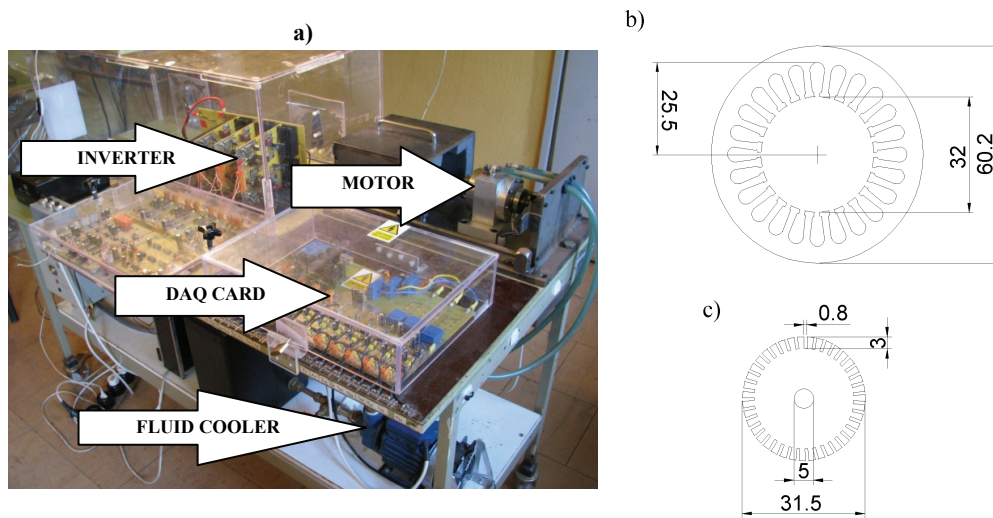 a)
INVERTER
MOTOR
DAQ CARD
FLUID COOLER
b)
25.5
32
60.2
c)
0.8
3
5
31.5